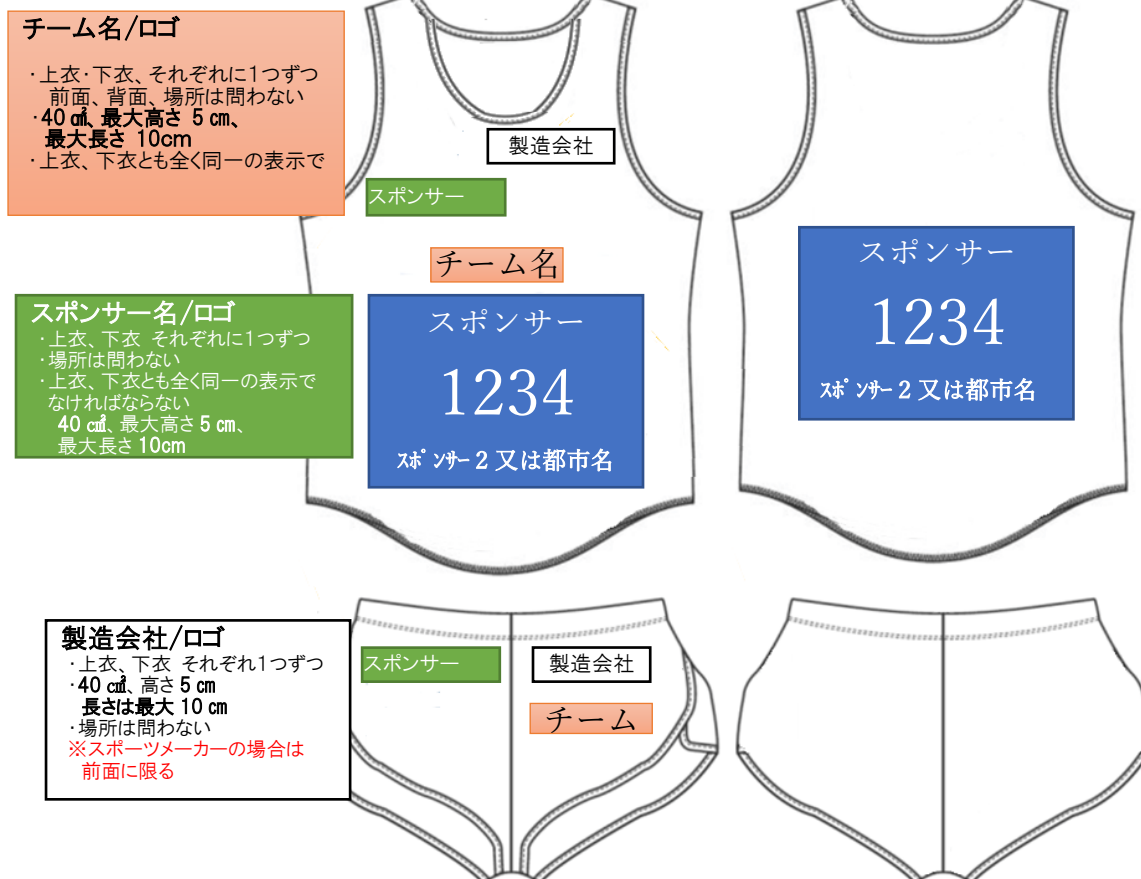 チーム名/ロゴ
・上衣・下衣、それぞれに1つずつ
前面、背面、場所は問わない
・40㎠、最大高さ 5㎝、
最大長さ 10cm
・上衣、下衣とも全く同一の表示で
スポンサー名/ロゴ
・上衣、下衣 それぞれに1つずつ
・場所は問わない
・上衣、下衣とも全く同一の表示で
なければならない
40㎠、最大高さ5㎝、
最大長さ10cm
製造会社/ロゴ
・上衣、下衣 それぞれ1つずつ
・40㎠、高さ5㎝
長さは最大 10㎝
・場所は問わない
※スポーツメーカーの場合は
前面に限る
製造会社
スポンサー
チーム名
スポンサー
1234
ｽﾎﾟﾝｻｰ2又は都市名
スポンサー
1234
ｽﾎﾟﾝｻｰ2又は都市名
スポンサー
製造会社
チーム